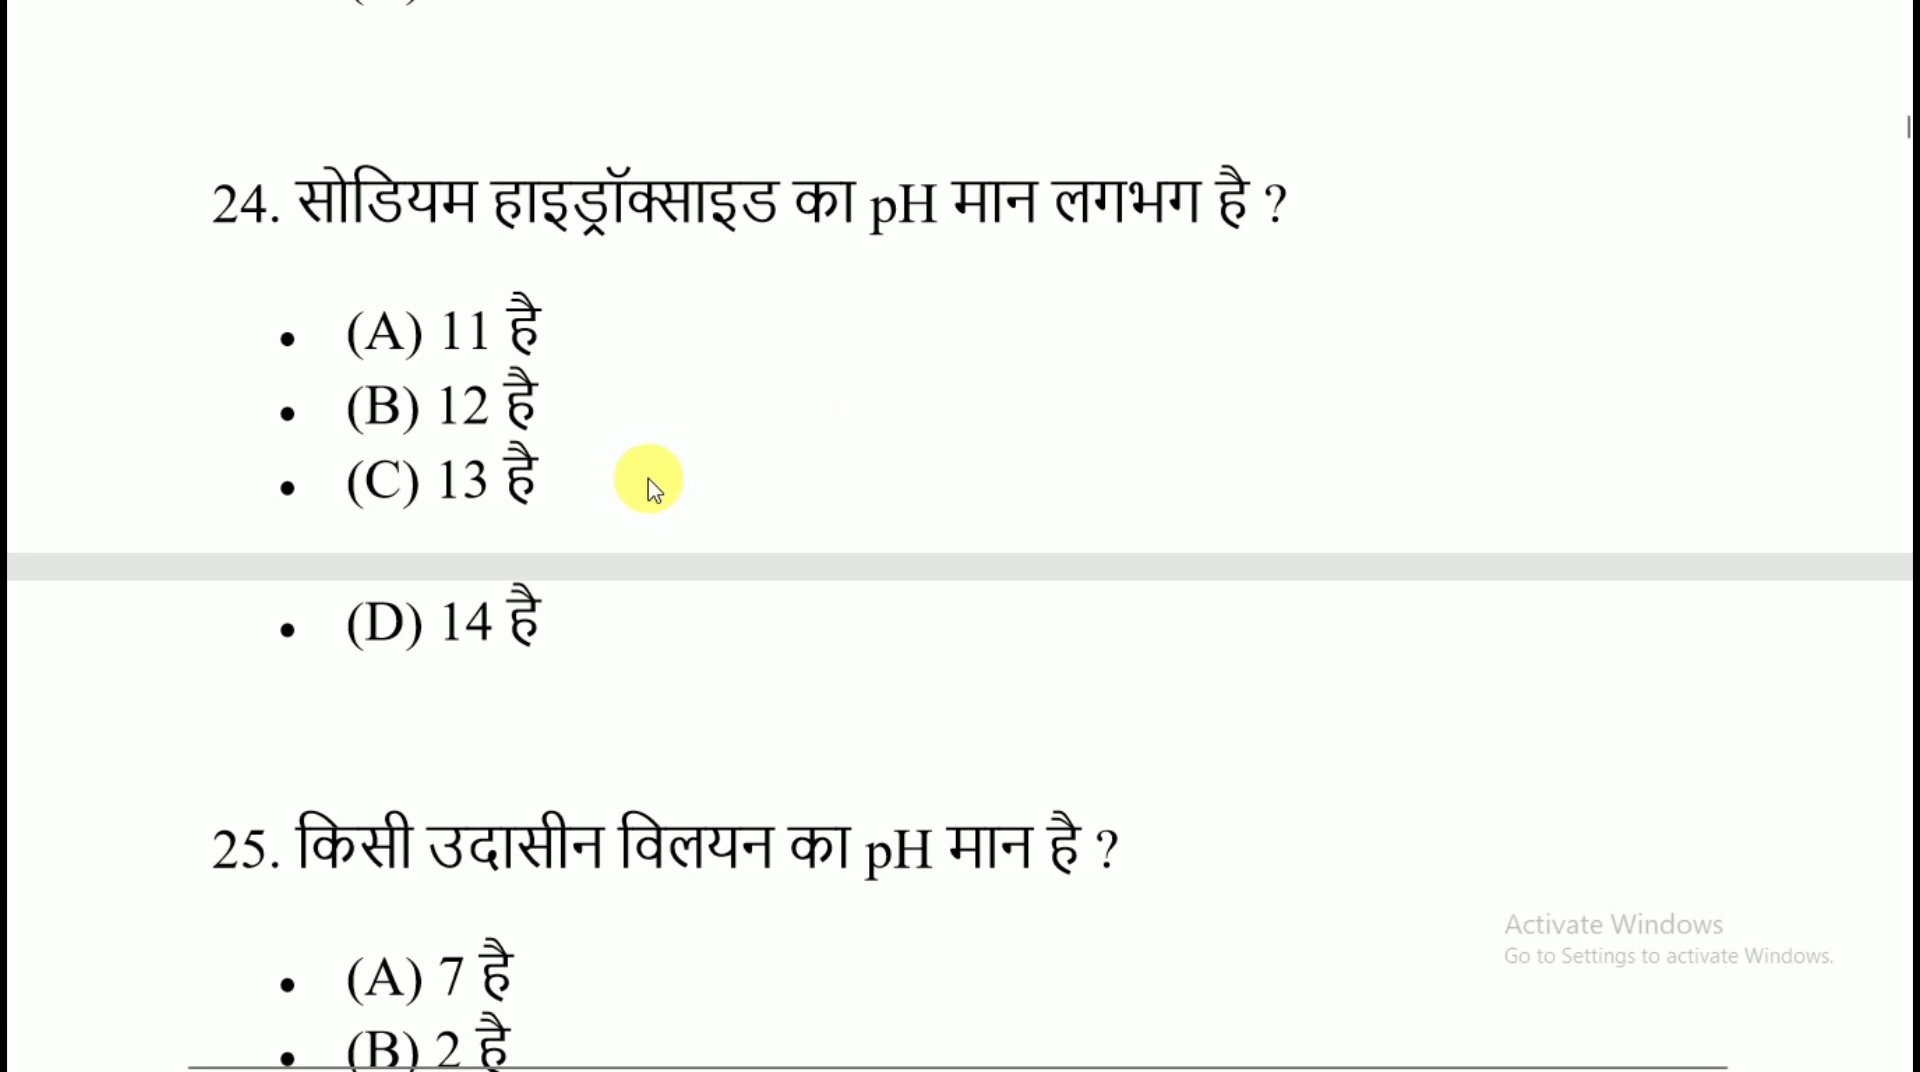 24. सोडियम हाइड्रॉक्साइड का pH मान लगभग है ?
• (A) 11 है
• (B) 12 है
• (C) 13 है
• (D) 14 है
25. किसी उदासीन विलयन का pH मान है ?
• (A) 7 है
• (B) 2 है
Activate Windows
Go to Settings to activate Windows.